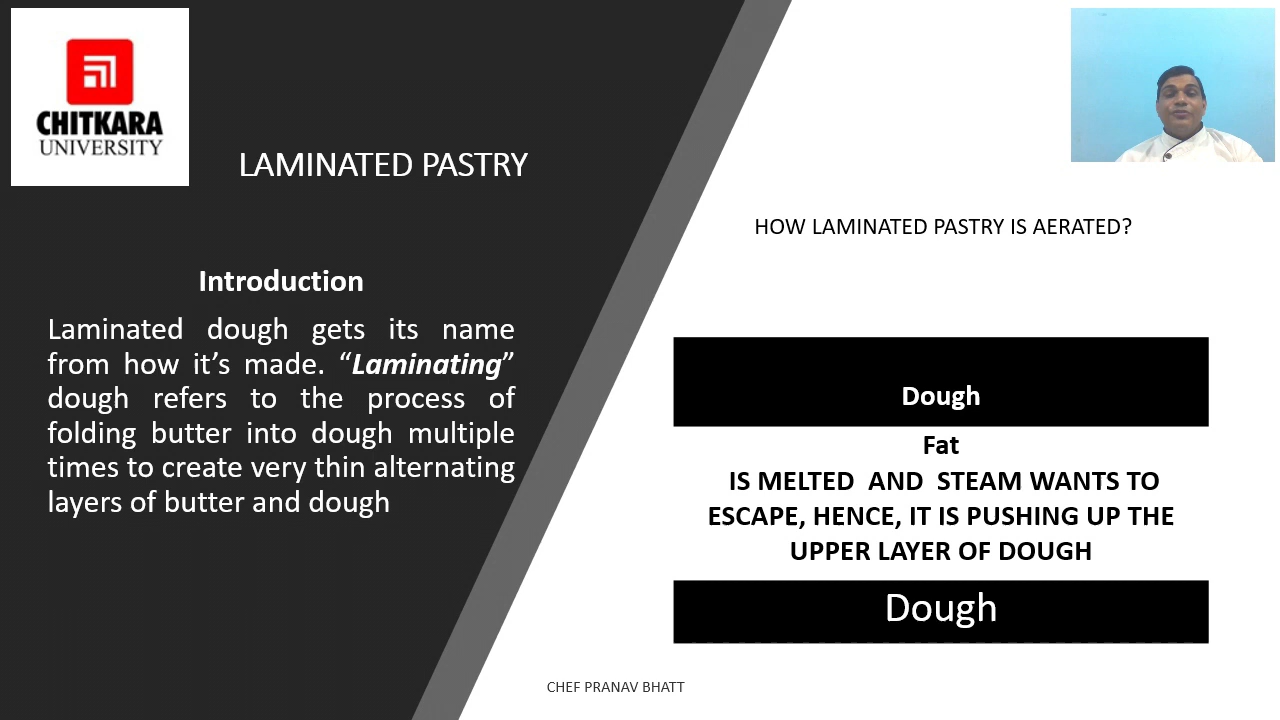 CHITKARA
UNIVERSITY
LAMINATED PASTRY
Introduction
Laminated dough gets its name
from how it’s made. “Laminating”
dough refers to the process of
folding butter into dough multiple
times to create very thin alternating
layers of butter and dough
HOW LAMINATED PASTRY IS AERATED?
Dough
Fat
IS MELTED AND STEAM WANTS TO
ESCAPE, HENCE, IT IS PUSHING UP THE
UPPER LAYER OF DOUGH
Dough
CHEF PRANAV BHATT